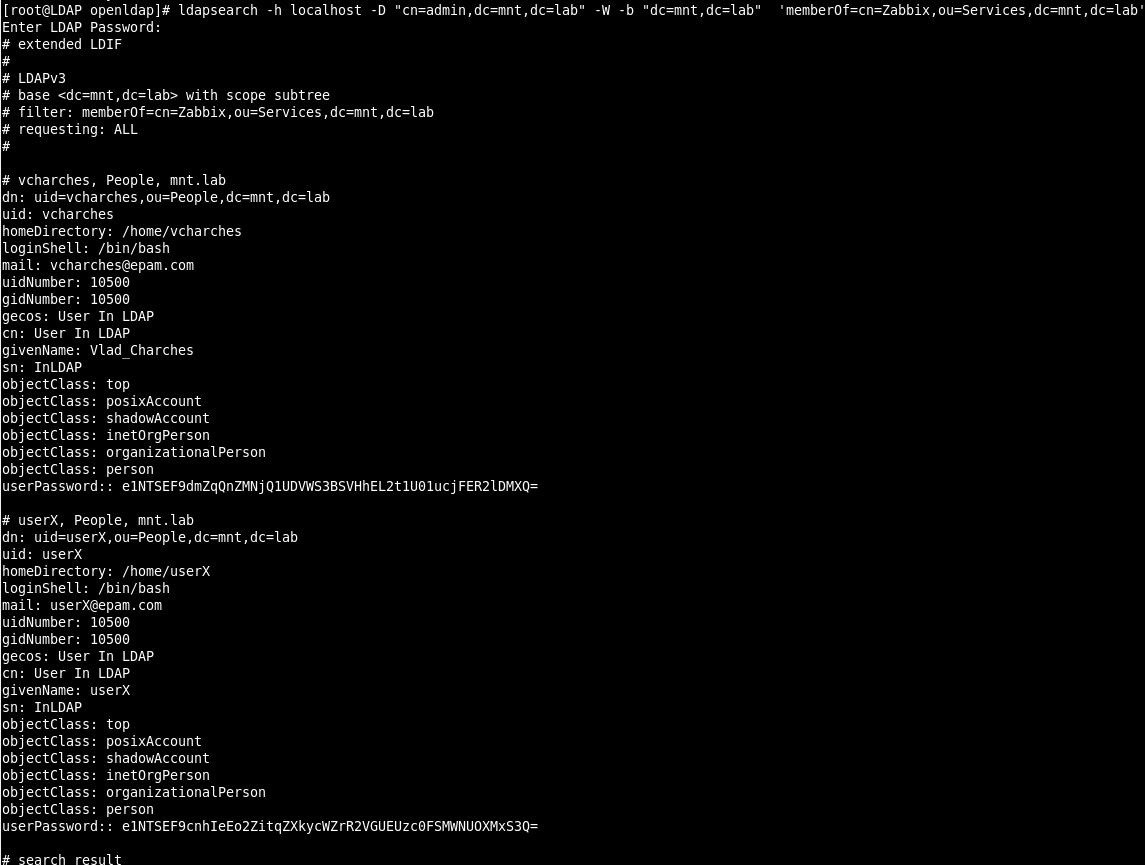 [root@LDAP openldap]# ldapsearch -h localhost -D "cn=admin,dc=mnt,dc=lab" -W -b "dc=mnt,dc=lab"  'memberOf=cn=Zabbix,ou=Services,dc=mnt,dc=lab'
Enter LDAP Password:
# extended LDIF
#
# LDAPv3
# base <dc=mnt,dc=lab> with scope subtree
# filter: memberOf=cn=Zabbix,ou=Services,dc=mnt,dc=lab
# requesting: ALL
#
# vcharches, People, mnt.lab
dn: uid=vcharches,ou=People,dc=mnt,dc=lab
uid: vcharches
homeDirectory: /home/vcharches
loginShell: /bin/bash
mail: vcharches@epam.com
uidNumber: 10500
gidNumber: 10500
gecos: User In LDAP
cn: User In LDAP
givenName: Vlad_Charches
sn: InLDAP
objectClass: top
objectClass: posixAccount
objectClass: shadowAccount
objectClass: inetOrgPerson
objectClass: organizationalPerson
objectClass: person
userPassword:: e1NTSEF9dmZqQnZMNjQ1UDVWS3BSVHhEL2t1U01ucjFER2lDMXQ=
# userX, People, mnt.lab
dn: uid=userX,ou=People,dc=mnt,dc=lab
uid: userX
homeDirectory: /home/userX
loginShell: /bin/bash
mail: userX@epam.com
uidNumber: 10500
gidNumber: 10500
gecos: User In LDAP
cn: User In LDAP
givenName: userX
sn: InLDAP
objectClass: top
objectClass: posixAccount
objectClass: shadowAccount
objectClass: inetOrgPerson
objectClass: organizationalPerson
objectClass: person
userPassword:: e1NTSEF9cnhIeEo2ZitqZXkycWZrR2VGUEUzc0FSMWNUOXMxS3Q=
# search result